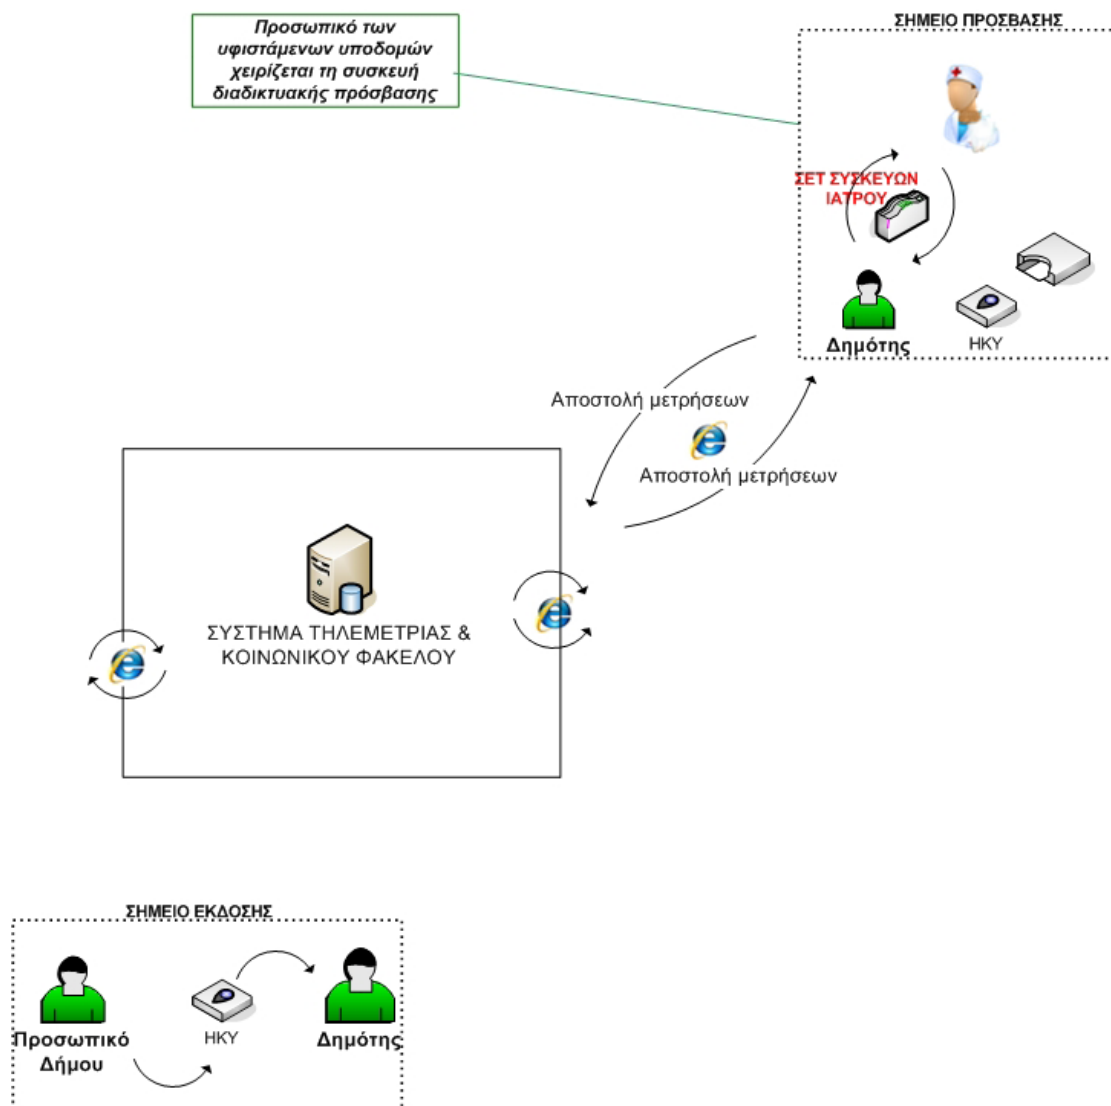 Προσωπικό των
υφιστάμενων υποδομών
χειρίζεται τη συσκευή
διαδικτυακής πρόσβασης
ΣΗΜΕΙΟ ΠΡΟΣΒΑΣΗΣ
ΣΕΤ ΣΥΣΚΕΥΩΝ
ΙΑΤΡΟΥ
Δημότης
ΗΚΥ
Αποστολή μετρήσεων
Αποστολή μετρήσεων
ΣΥΣΤΗΜΑ ΤΗΛΕΜΕΤΡΙΑΣ &
ΚΟΙΝΩΝΙΚΟΥ ΦΑΚΕΛΟΥ
ΣΗΜΕΙΟ ΕΚΔΟΣΗΣ
Προσωπικό
Δήμου
ΗΚΥ
Δημότης